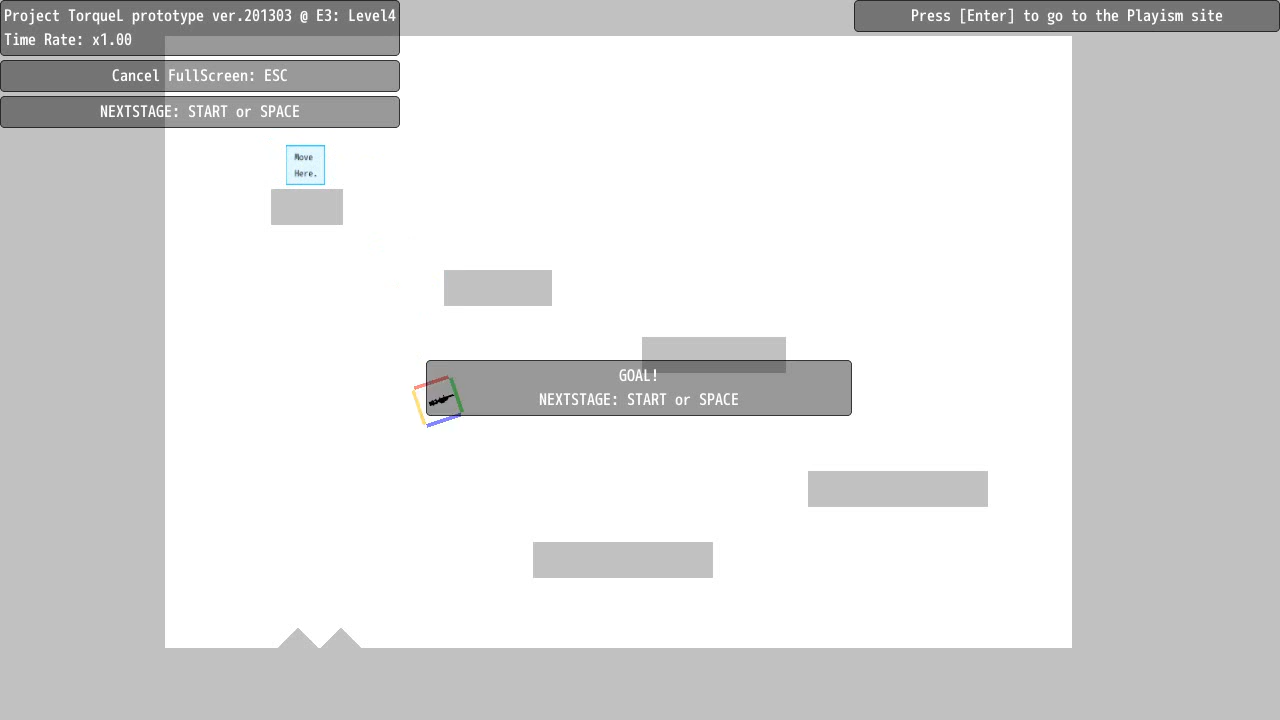 Project TorqueL prototype ver.201303 @ E3: Level4
Time Rate: x1.00
Press [Enter] to go to the Playism site
Cancel FullScreen: ESC
NEXTSTAGE: START or SPACE
Move
Here.
GOAL!
NEXTSTAGE: START or SPACE